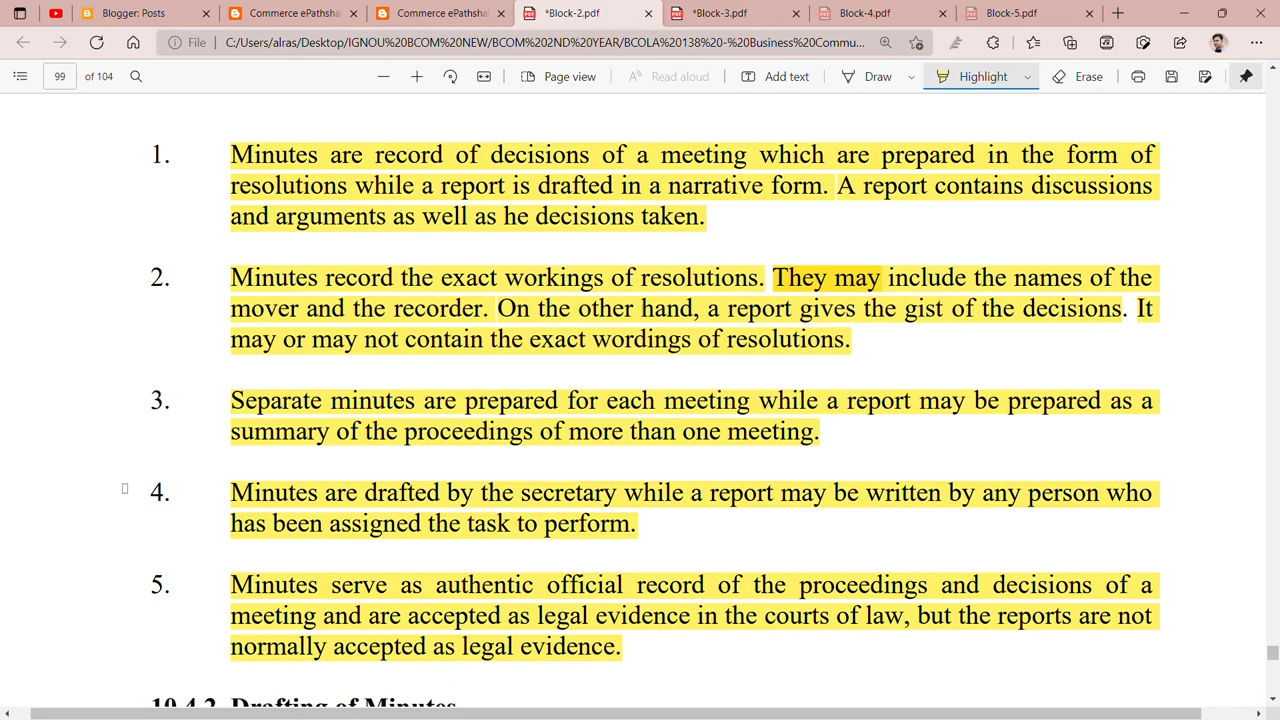 Blogger: Posts
Commerce ePathshal
Commerce ePathshal
*Block-2.pdf
*Block-3.pdf
Block-4.pdf
Block-5.pdf
File
C:/Users/alras/Desktop/IGNOU%20BCOM%20NEW/BCOM%202ND%20YEAR/BCOLA%20138%20-%20Business%20Commu...
99 of 104
Page view
Read aloud
Add text
Draw
Highlight
Erase
1. Minutes are record of decisions of a meeting which are prepared in the form of
resolutions while a report is drafted in a narrative form. A report contains discussions
and arguments as well as he decisions taken.
2. Minutes record the exact workings of resolutions. They may include the names of the
mover and the recorder. On the other hand, a report gives the gist of the decisions. It
may or may not contain the exact wordings of resolutions.
3. Separate minutes are prepared for each meeting while a report may be prepared as a
summary of the proceedings of more than one meeting.
4. Minutes are drafted by the secretary while a report may be written by any person who
has been assigned the task to perform.
5. Minutes serve as authentic official record of the proceedings and decisions of a
meeting and are accepted as legal evidence in the courts of law, but the reports are not
normally accepted as legal evidence.
10.4.2 Drafting of Minutes